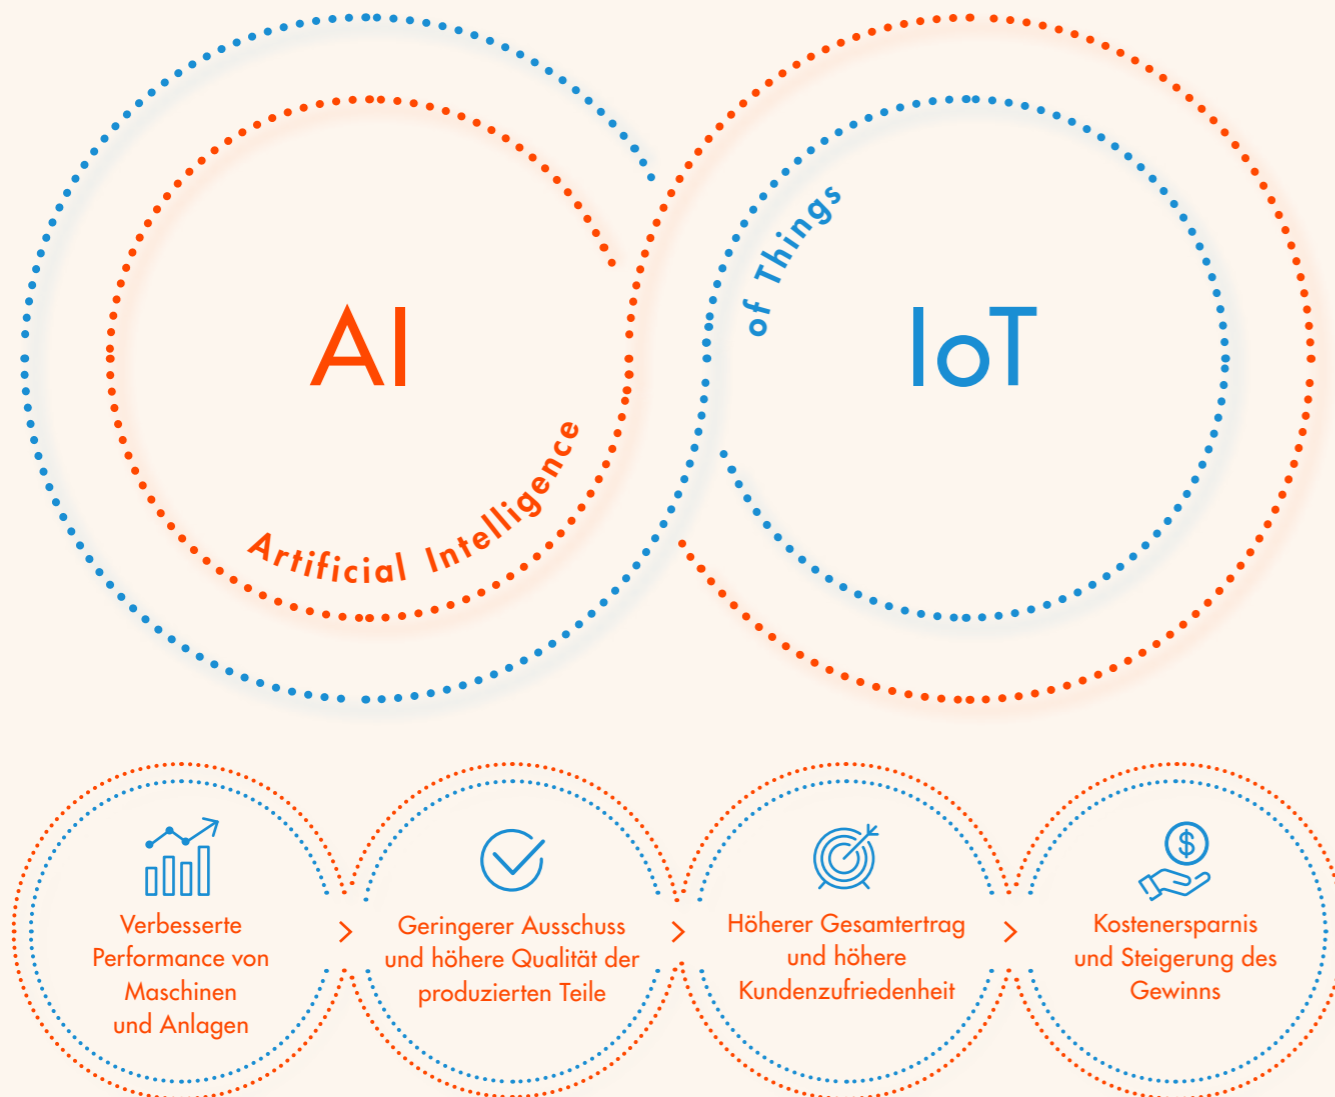 AI
Artificial Intelligence
of Things
IoT
Verbesserte
Performance von
Maschinen
und Anlagen
Geringerer Ausschuss
und höhere Qualität der
produzierten Teile
Höherer Gesamtertrag
und höhere
Kundenzufriedenheit
$
Kostenersparnis
und Steigerung des
Gewinns